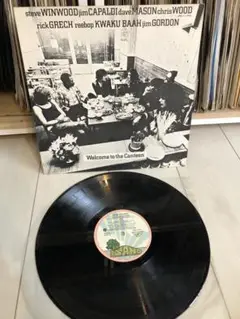 steve WINWOOD jim CAPALDI dave MASON chris WOOD
rick GRECH reebop KWAKU BAAH jim GORDON
Welcome to the Canteen
ISLAND